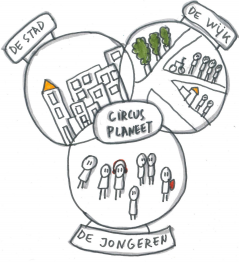 DE STAD
DE WIJK
CIRCUS
PLANEET
DE JONGEREN